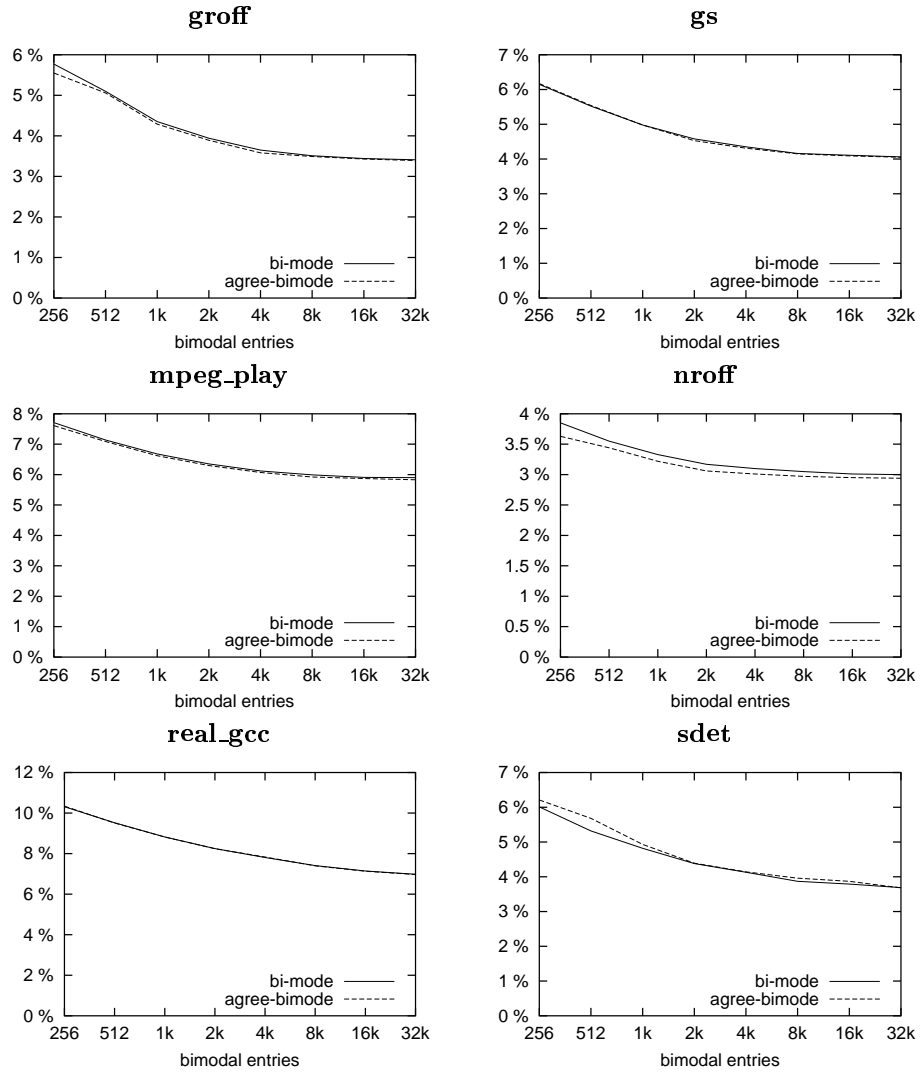 groff
6 %
5 %
4 %
3 %
2 %
1 %
0 %
bi-mode
agree-bimode
256 512 1k 2k 4k 8k 16k 32k
bimodal entries
gs
7 %
6 %
5 %
4 %
3 %
2 %
1 %
0 %
bi-mode
agree-bimode
256 512 1k 2k 4k 8k 16k 32k
bimodal entries
mpeg_play
8 %
7 %
6 %
5 %
4 %
3 %
2 %
1 %
0 %
bi-mode
agree-bimode
256 512 1k 2k 4k 8k 16k 32k
bimodal entries
nroff
4 %
3.5 %
3 %
2.5 %
2 %
1.5 %
1 %
0.5 %
0 %
bi-mode
agree-bimode
256 512 1k 2k 4k 8k 16k 32k
bimodal entries
real_gcc
12 %
10 %
8 %
6 %
4 %
2 %
0 %
bi-mode
agree-bimode
256 512 1k 2k 4k 8k 16k 32k
bimodal entries
sdet
7 %
6 %
5 %
4 %
3 %
2 %
1 %
0 %
bi-mode
agree-bimode
256 512 1k 2k 4k 8k 16k 32k
bimodal entries